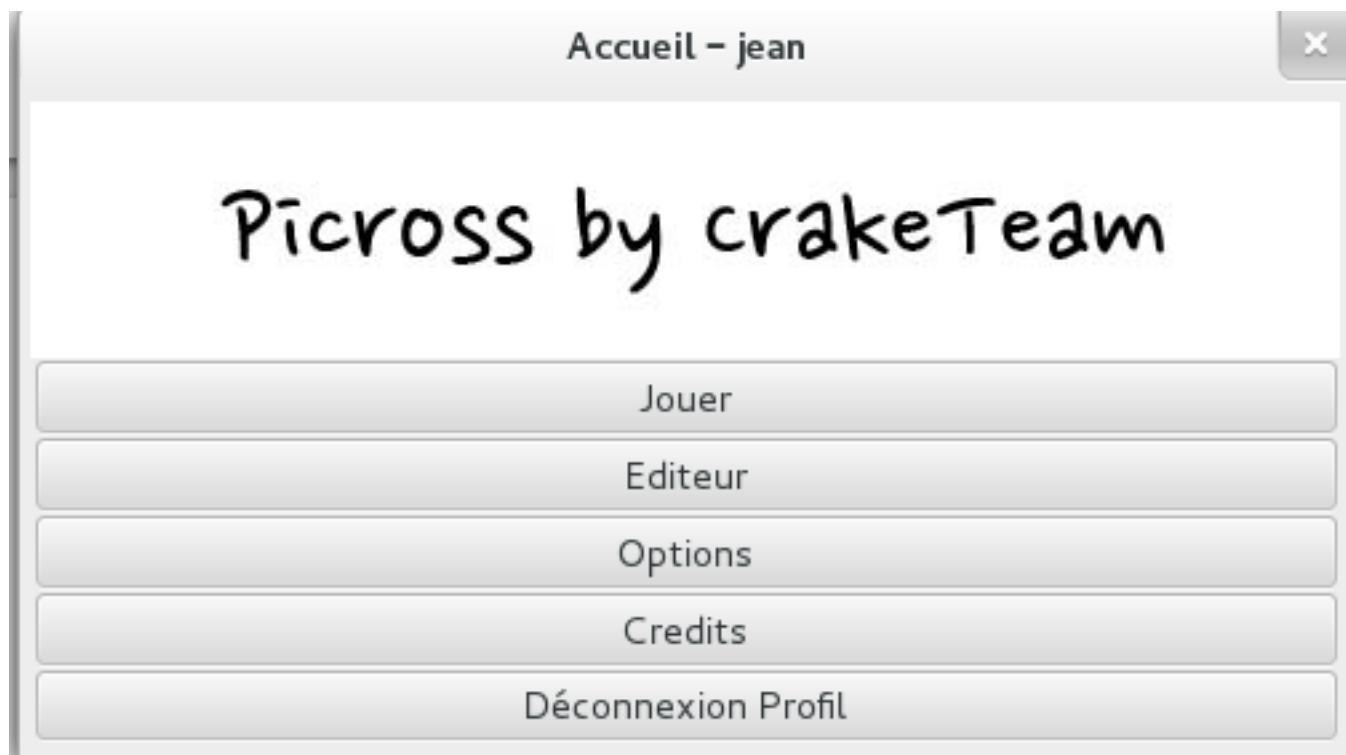 Accueil – jean
Picross by crakeTeam
Jouer
Editeur
Options
Credits
Déconnexion Profil